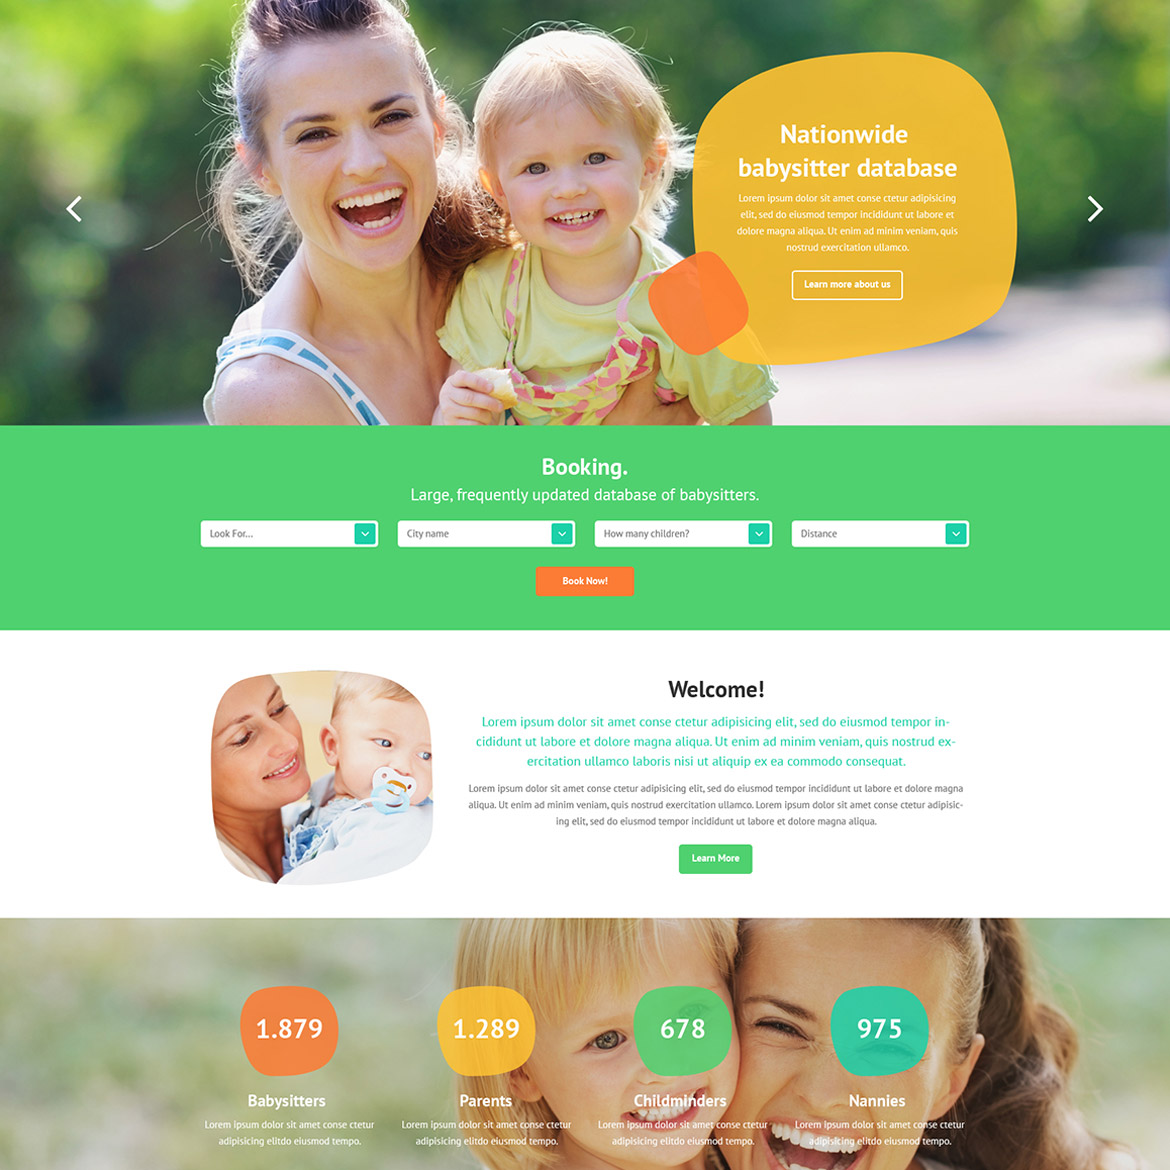 Nationwide
babysitter database
Lorem ipsum dolor sit amet conse ctetur adipisicing
elit, sed do eiusmod tempor incididunt ut labore et
dolore magna aliqua. Ut enim ad minim veniam, quis
nostrud exercitation ullamco.
Learn more about us
Booking.
Large, frequently updated database of babysitters.
Look For...
City name
How many children?
Distance
Book Now!
Welcome!
Lorem ipsum dolor sit amet conse ctetur adipisicing elit, sed do eiusmod tempor in-
cididunt ut labore et dolore magna aliqua. Ut enim ad minim veniam, quis nostrud ex-
ercitation ullamco laboris nisi ut aliquip ex ea commodo consequat.
Lorem ipsum dolor sit amet conse ctetur adipisicing elit, sed do eiusmod tempor incididunt ut labore et dolore magna
aliqua. Ut enim ad minim veniam, quis nostrud exercitation ullamco. Lorem ipsum dolor sit amet conse ctetur adipisic-
ing elit, sed do eiusmod tempor incididunt ut labore et dolore magna aliqua.
Learn More
1.879
Babysitters
Lorem ipsum dolor sit amet conse ctetur
adipisicing elitdo eiusmod tempo.
1.289
Parents
Lorem ipsum dolor sit amet conse ctetur
adipisicing elitdo eiusmod tempo.
678
Childminders
Lorem ipsum dolor sit amet conse ctetur
adipisicing elitdo eiusmod tempo.
975
Nannies
Lorem ipsum dolor sit amet conse ctetur
adipisicing elitdo eiusmod tempo.